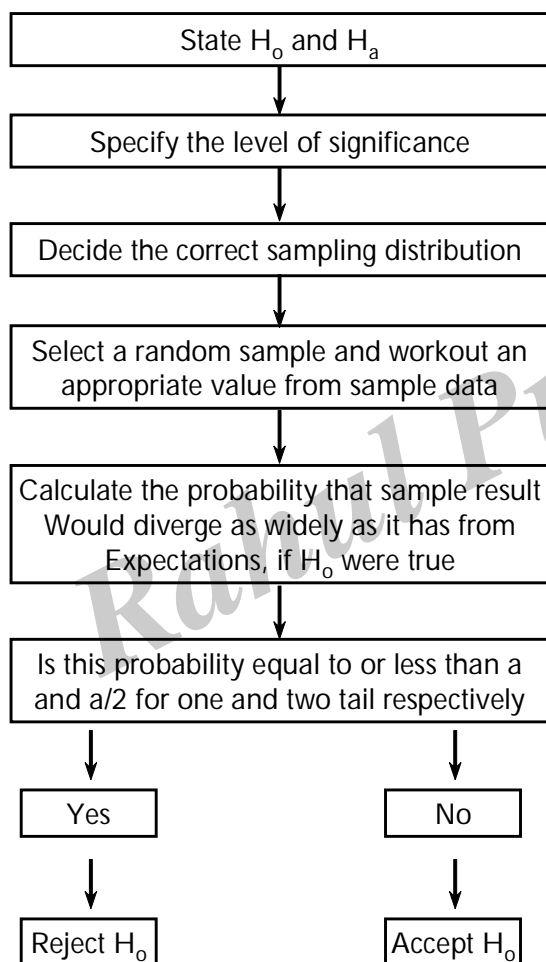 State Ho and Ha
Specify the level of significance
Decide the correct sampling distribution
Select a random sample and workout an
appropriate value from sample data
Calculate the probability that sample result
Would diverge as widely as it has from
Expectations, if Ho were true
Is this probability equal to or less than a
and a/2 for one and two tail respectively
Yes
No
Reject Ho
Accept Ho
Rahul